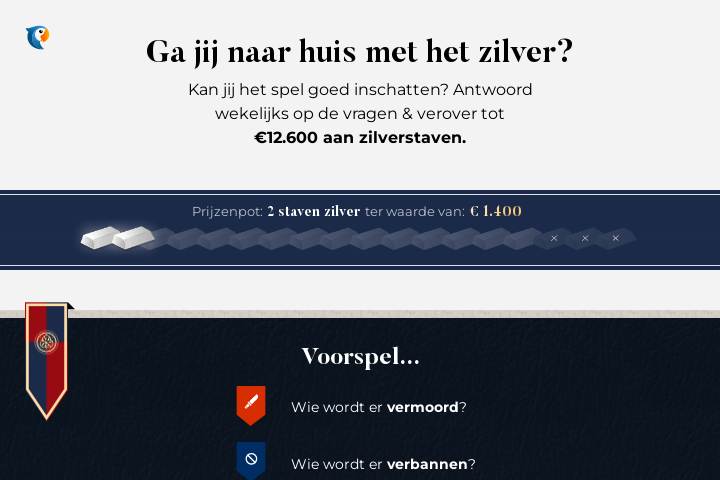 Ga jij naar huis met het zilver?
Kan jij het spel goed inschatten? Antwoord
wekelijks op de vragen & verover tot
€12.600 aan zilverstaven.
Prijzenpot: 2 staven zilver ter waarde van: € 1.400
Voorspel...
Wie wordt er vermoord?
Wie wordt er verbannen?